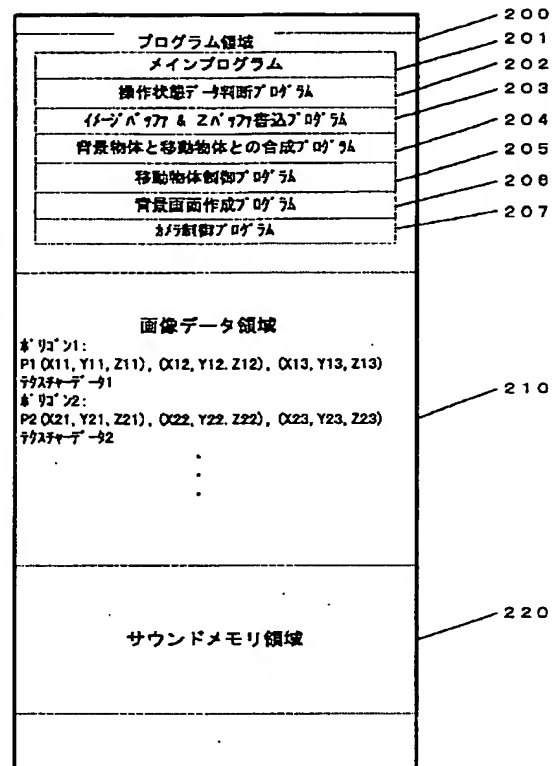 プログラム領域
200
メインプログラム
201
操作状態データ判断プログラム
202
イメージバッファ & Zバッファ書込プログラム
203
背景物体と移動物体との合成プログラム
204
移動物体制御プログラム
205
背景画面作成プログラム
206
カメラ制御プログラム
207
画像データ領域
ポリゴン1:
P1 (X11, Y11, Z11), (X12, Y12. Z12), (X13, Y13, Z13)
テクスチャーデータ1
ポリゴン2:
P2 (X21, Y21, Z21), (X22, Y22. Z22), (X23, Y23, Z23)
テクスチャーデータ2
210
サウンドメモリ領域
220